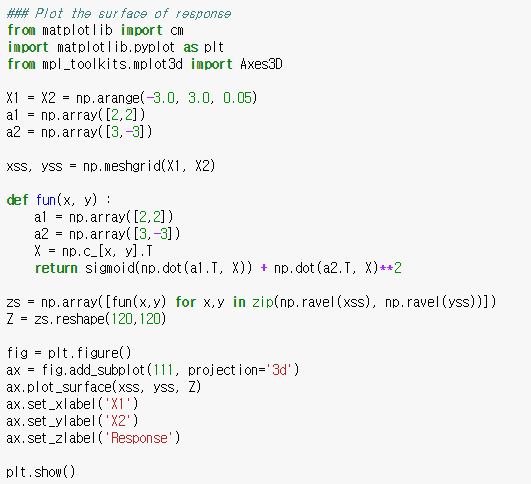 ### Plot the surface of response
from matplotlib import cm
import matplotlib.pyplot as plt
from mpl_toolkits.mplot3d import Axes3D
X1 = X2 = np.arange(-3.0, 3.0, 0.05)
a1 = np.array([2,2])
a2 = np.array([3,-3])
xss, yss = np.meshgrid(X1, X2)
def fun(x, y) :
    a1 = np.array([2,2])
    a2 = np.array([3,-3])
    X = np.c_[x, y].T
    return sigmoid(np.dot(a1.T, X)) + np.dot(a2.T, X)**2
zs = np.array([fun(x,y) for x,y in zip(np.ravel(xss), np.ravel(yss))])
Z = zs.reshape(120,120)
fig = plt.figure()
ax = fig.add_subplot(111, projection='3d')
ax.plot_surface(xss, yss, Z)
ax.set_xlabel('X1')
ax.set_ylabel('X2')
ax.set_zlabel('Response')
plt.show()